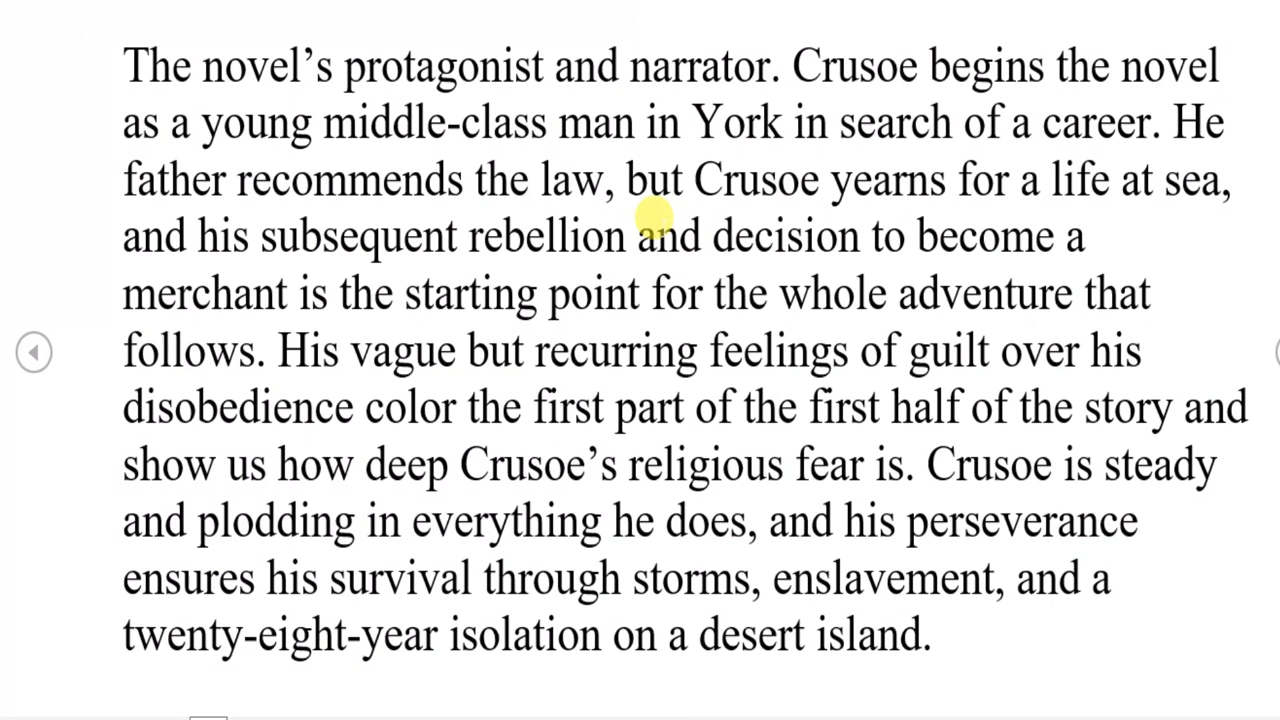 The novel’s protagonist and narrator. Crusoe begins the novel
as a young middle-class man in York in search of a career. He
father recommends the law, but Crusoe yearns for a life at sea,
and his subsequent rebellion and decision to become a
merchant is the starting point for the whole adventure that
follows. His vague but recurring feelings of guilt over his
disobedience color the first part of the first half of the story and
show us how deep Crusoe’s religious fear is. Crusoe is steady
and plodding in everything he does, and his perseverance
ensures his survival through storms, enslavement, and a
twenty-eight-year isolation on a desert island.